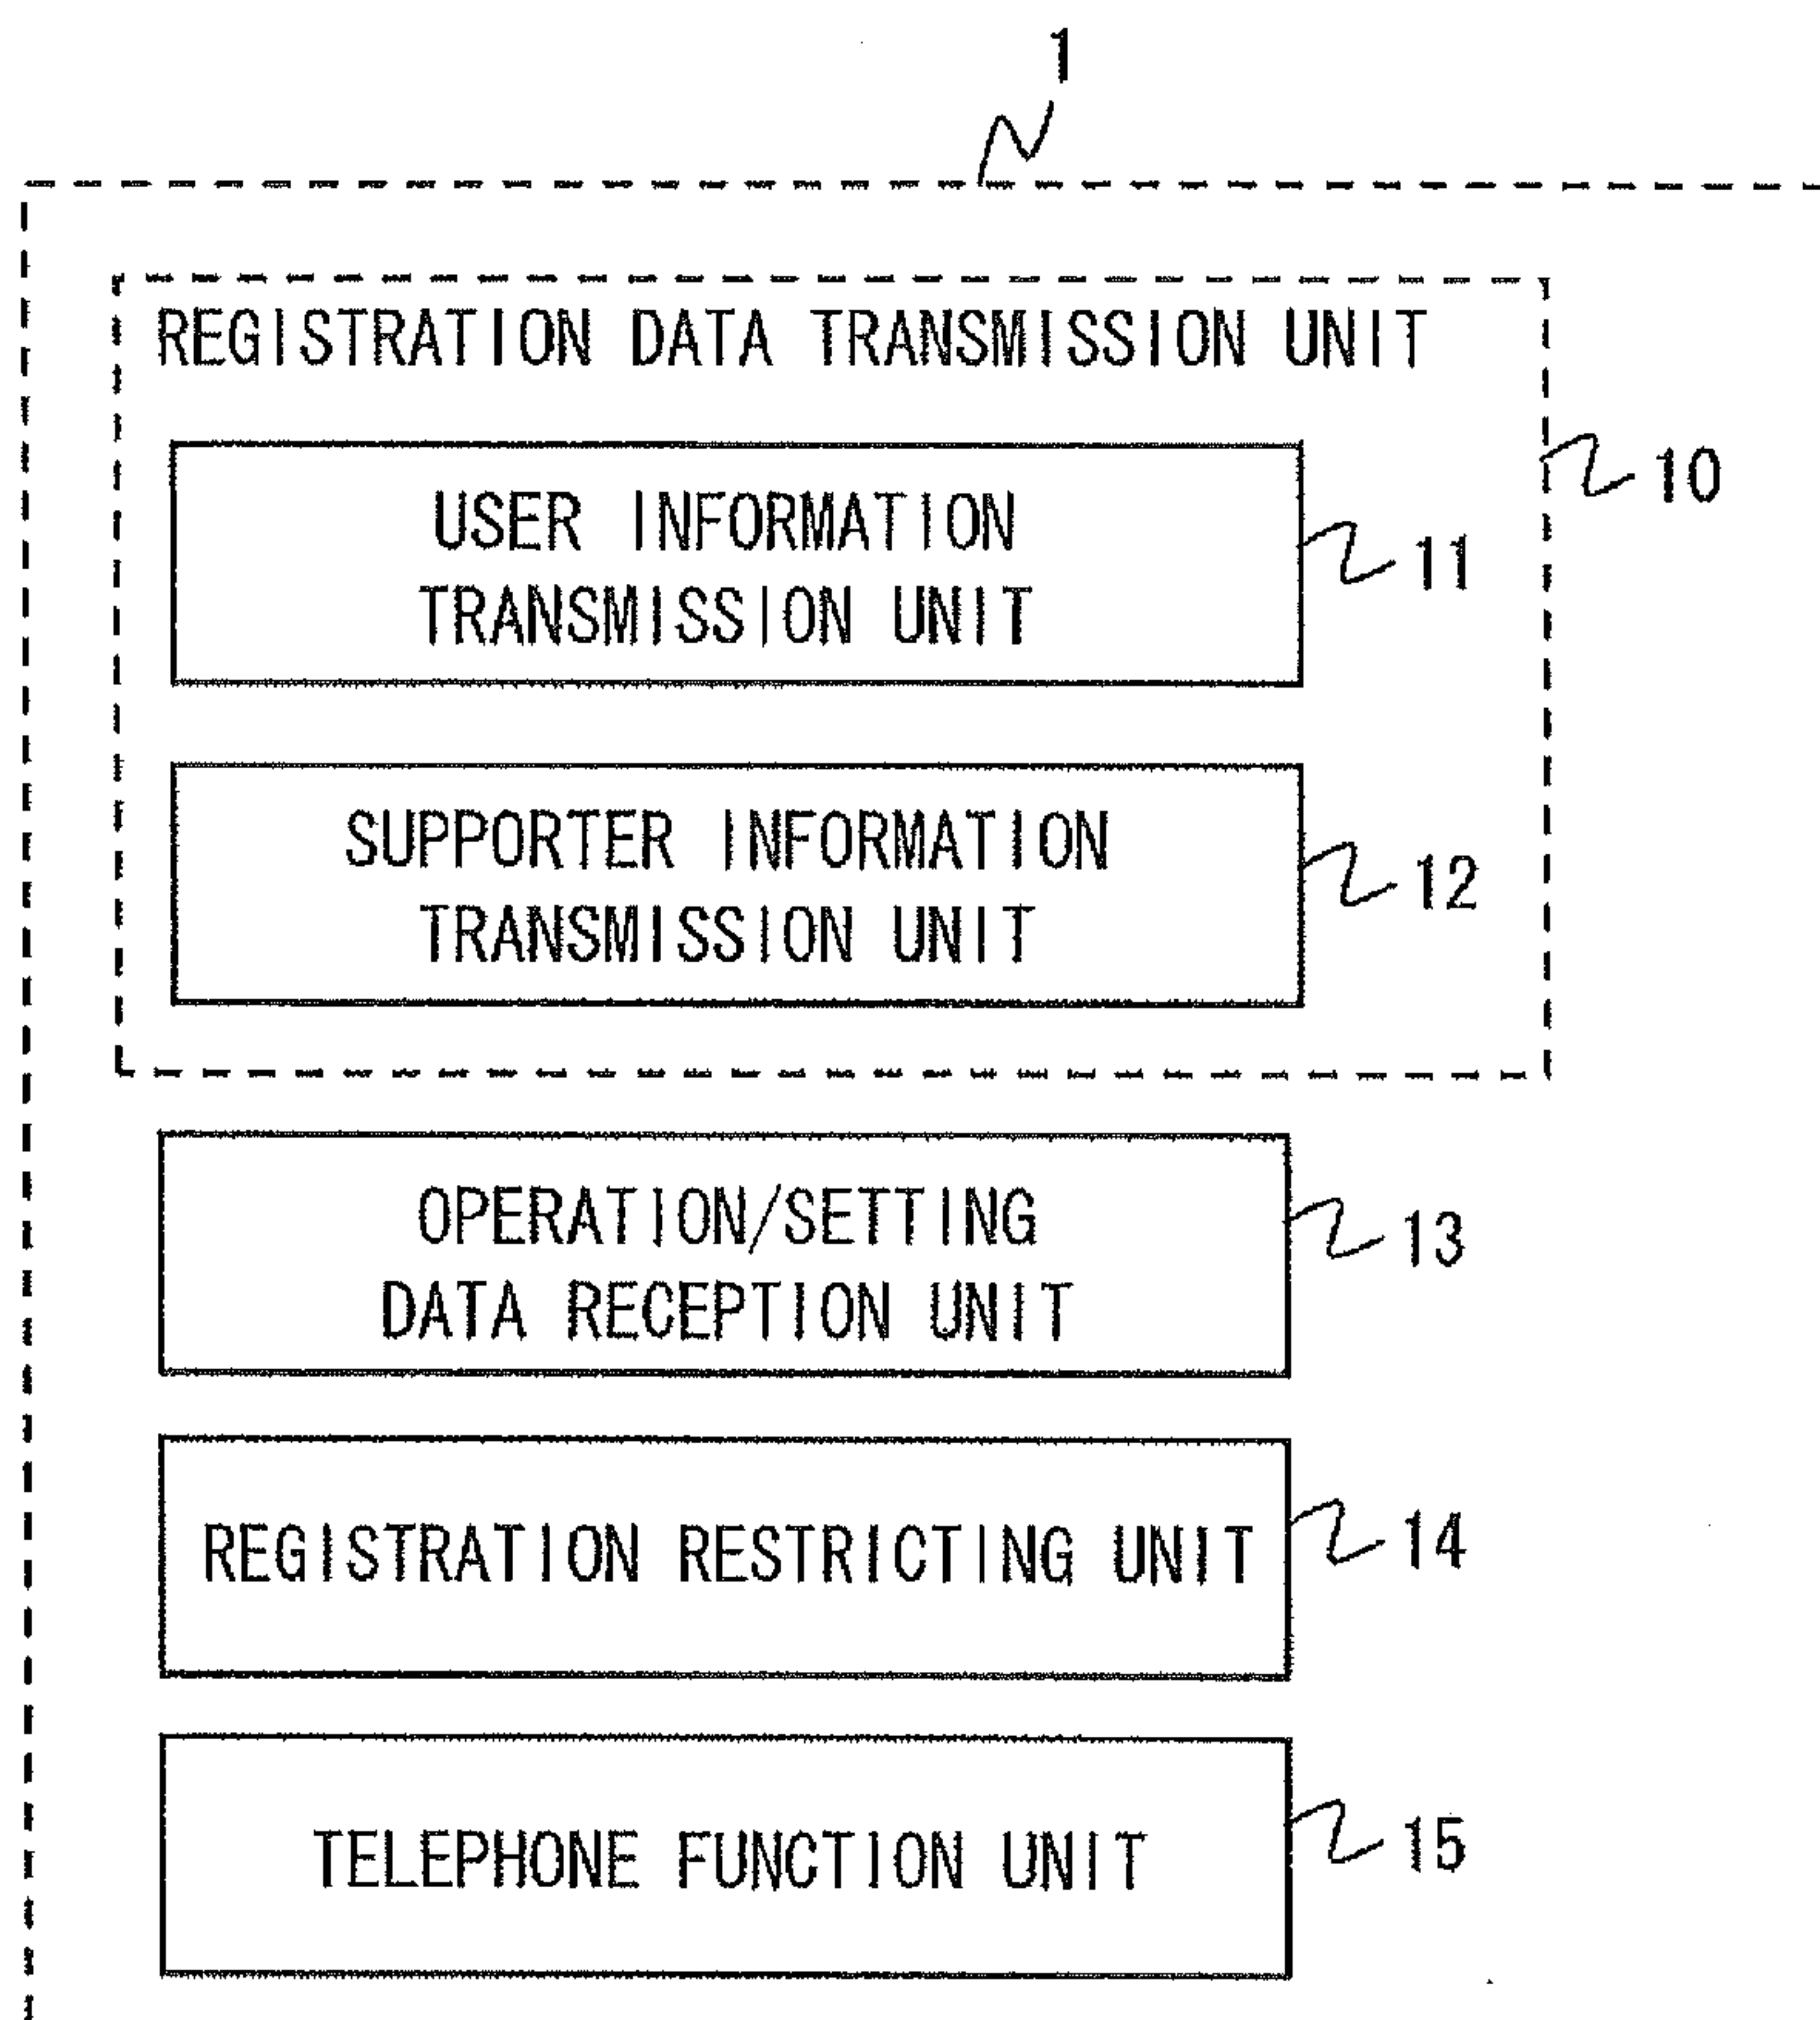 1
REGISTRATION DATA TRANSMISSION UNIT
10
USER INFORMATION
TRANSMISSION UNIT
11
SUPPORTER INFORMATION
TRANSMISSION UNIT
12
OPERATION/SETTING
DATA RECEPTION UNIT
13
REGISTRATION RESTRICTING UNIT
14
TELEPHONE FUNCTION UNIT
15